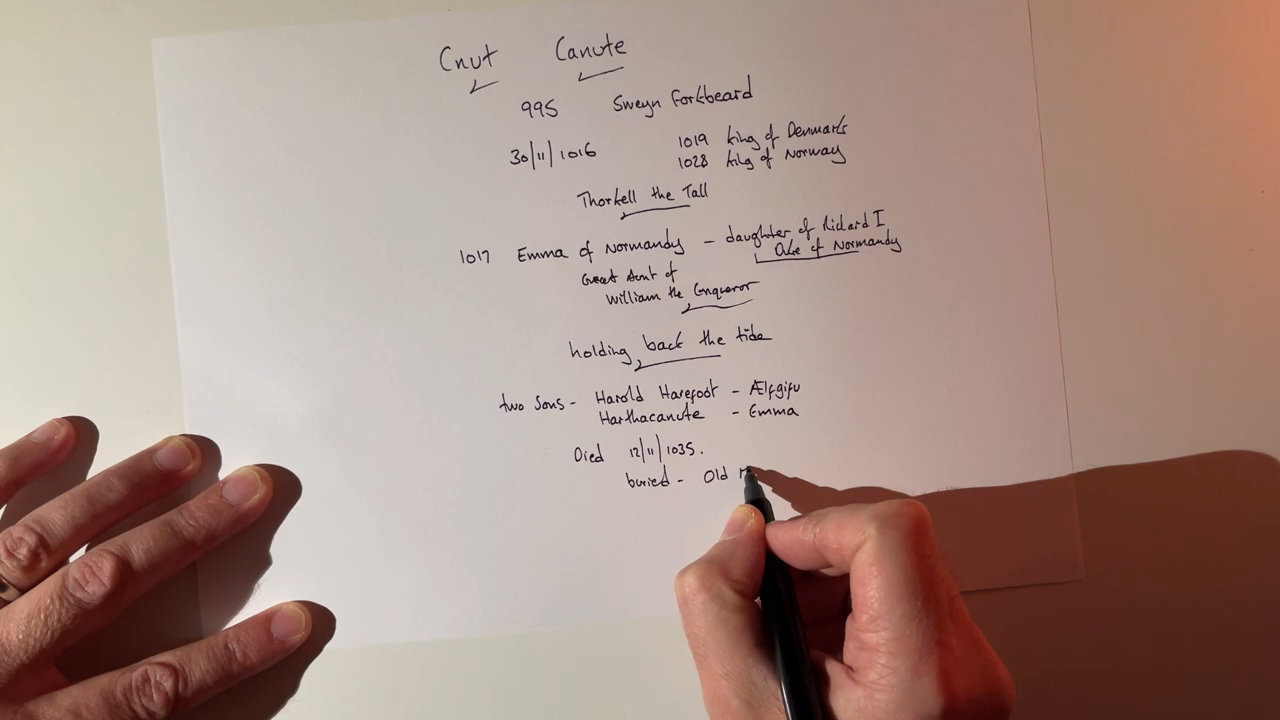 Cnut Canute
995 Sweyn Forkbeard
30/11/1016 1019 King of Denmark
1028 King of Norway
Thorkell the Tall
1017 Emma of Normandy - daughter of Richard I
Duke of Normandy
Great Aunt of
William the Conqueror
holding back the tide
two sons - Harold Harefoot - Ælfgifu
Harthacanute - Emma
Died 12/11/1035.
buried - Old